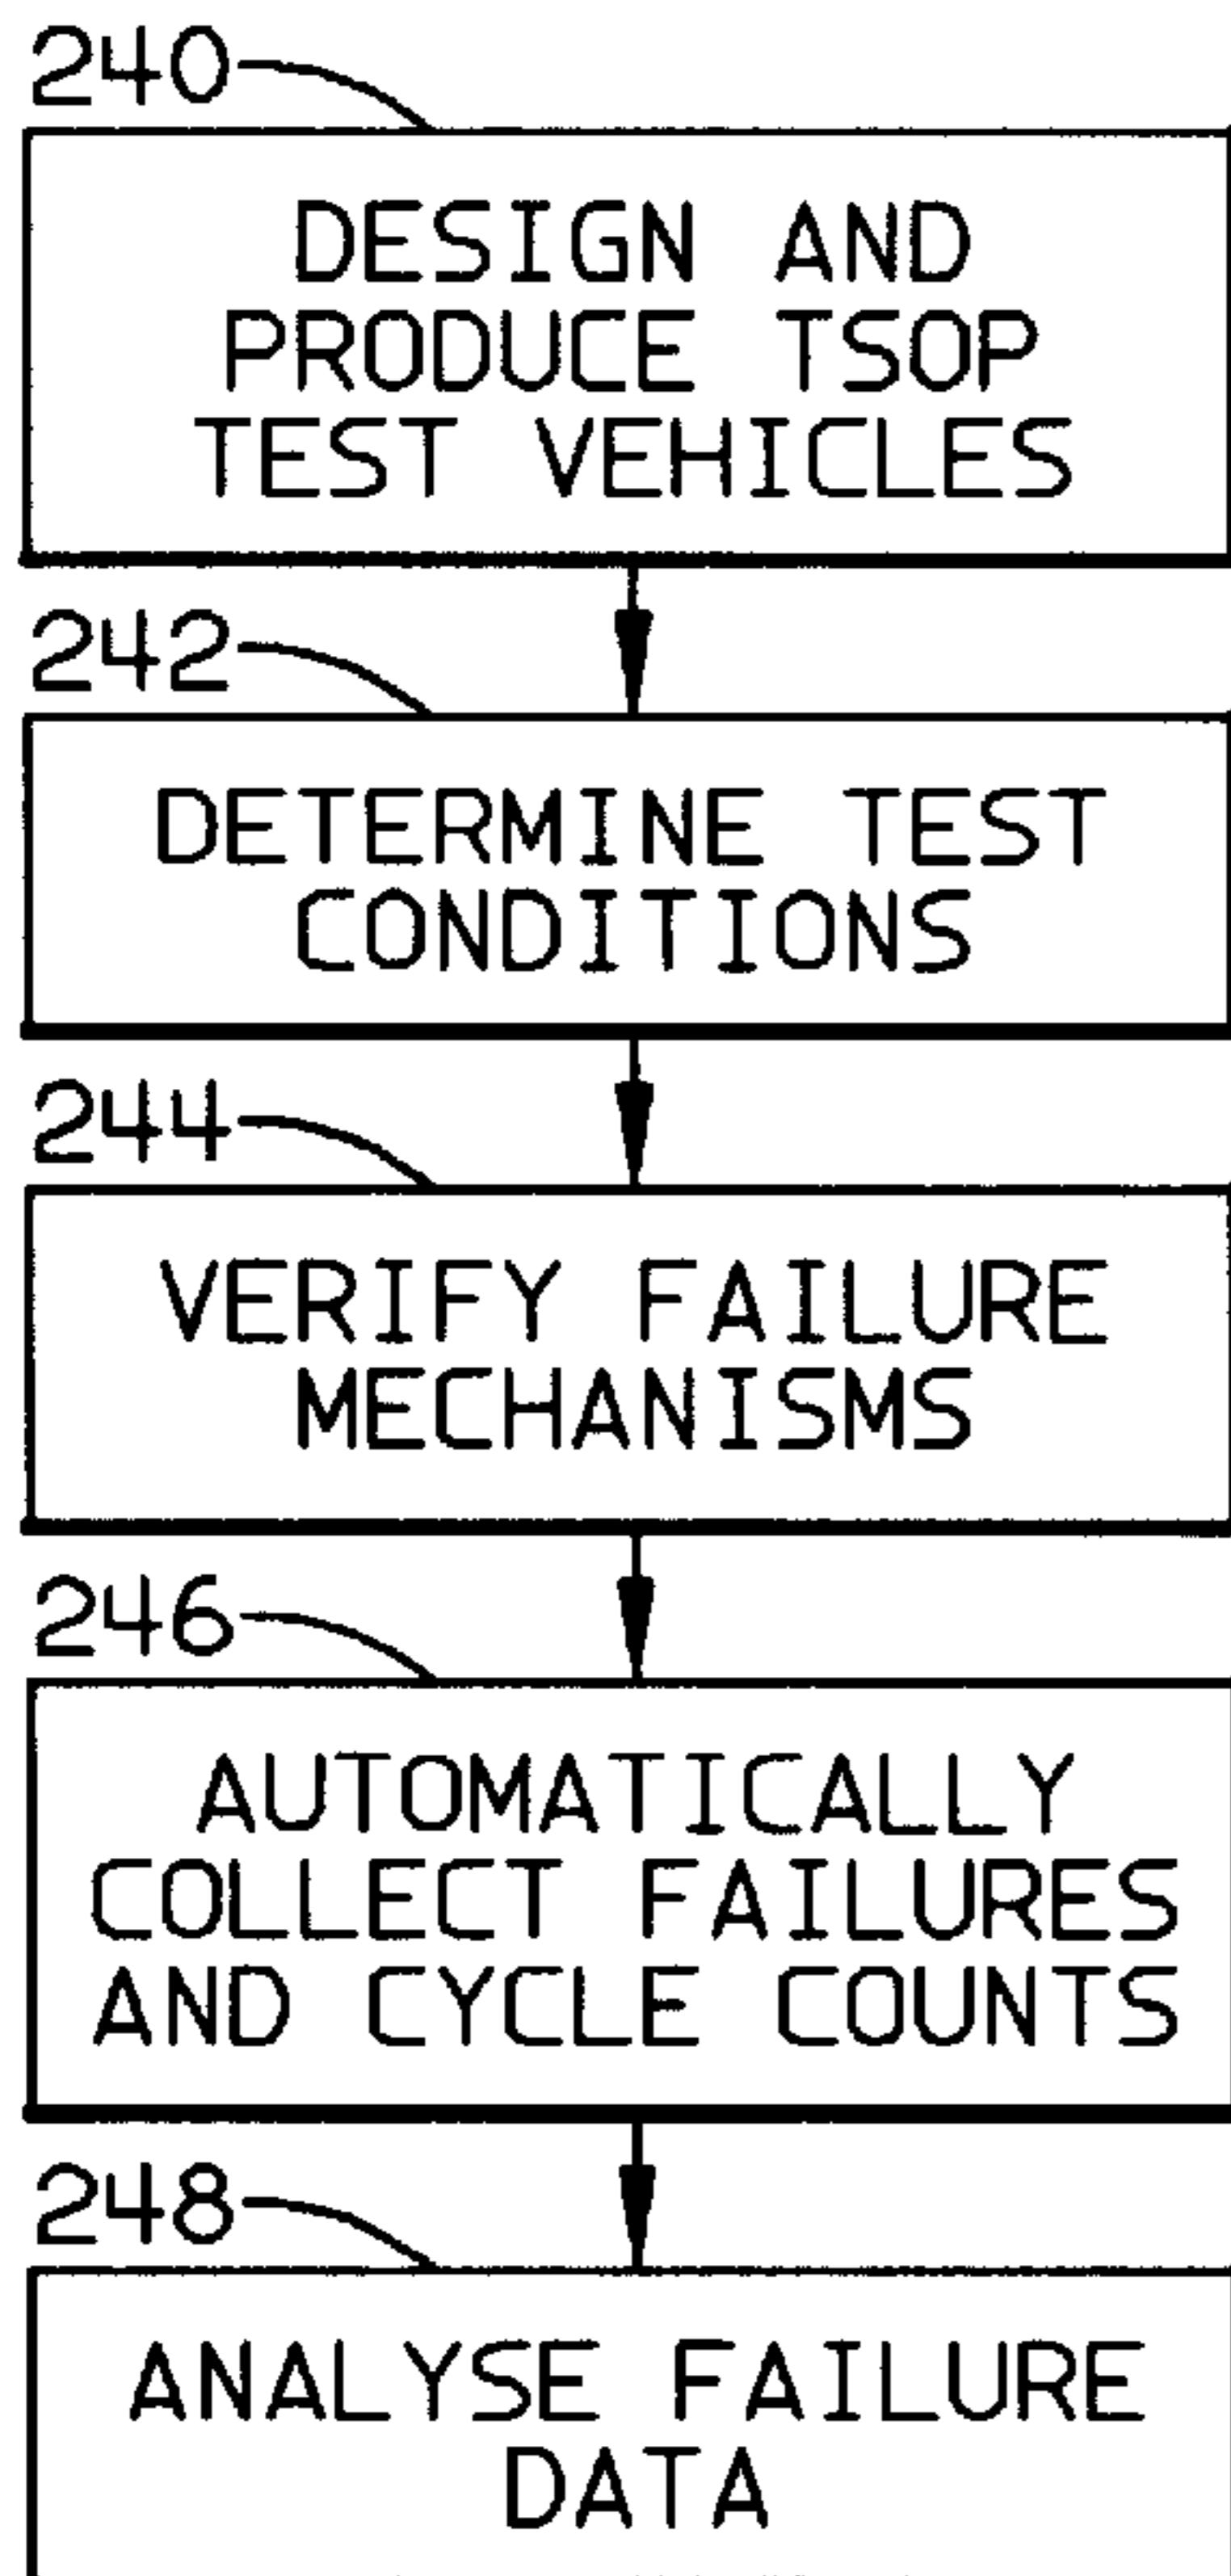 240
DESIGN AND
PRODUCE TSOP
TEST VEHICLES
242
DETERMINE TEST
CONDITIONS
244
VERIFY FAILURE
MECHANISMS
246
AUTOMATICALLY
COLLECT FAILURES
AND CYCLE COUNTS
248
ANALYSE FAILURE
DATA